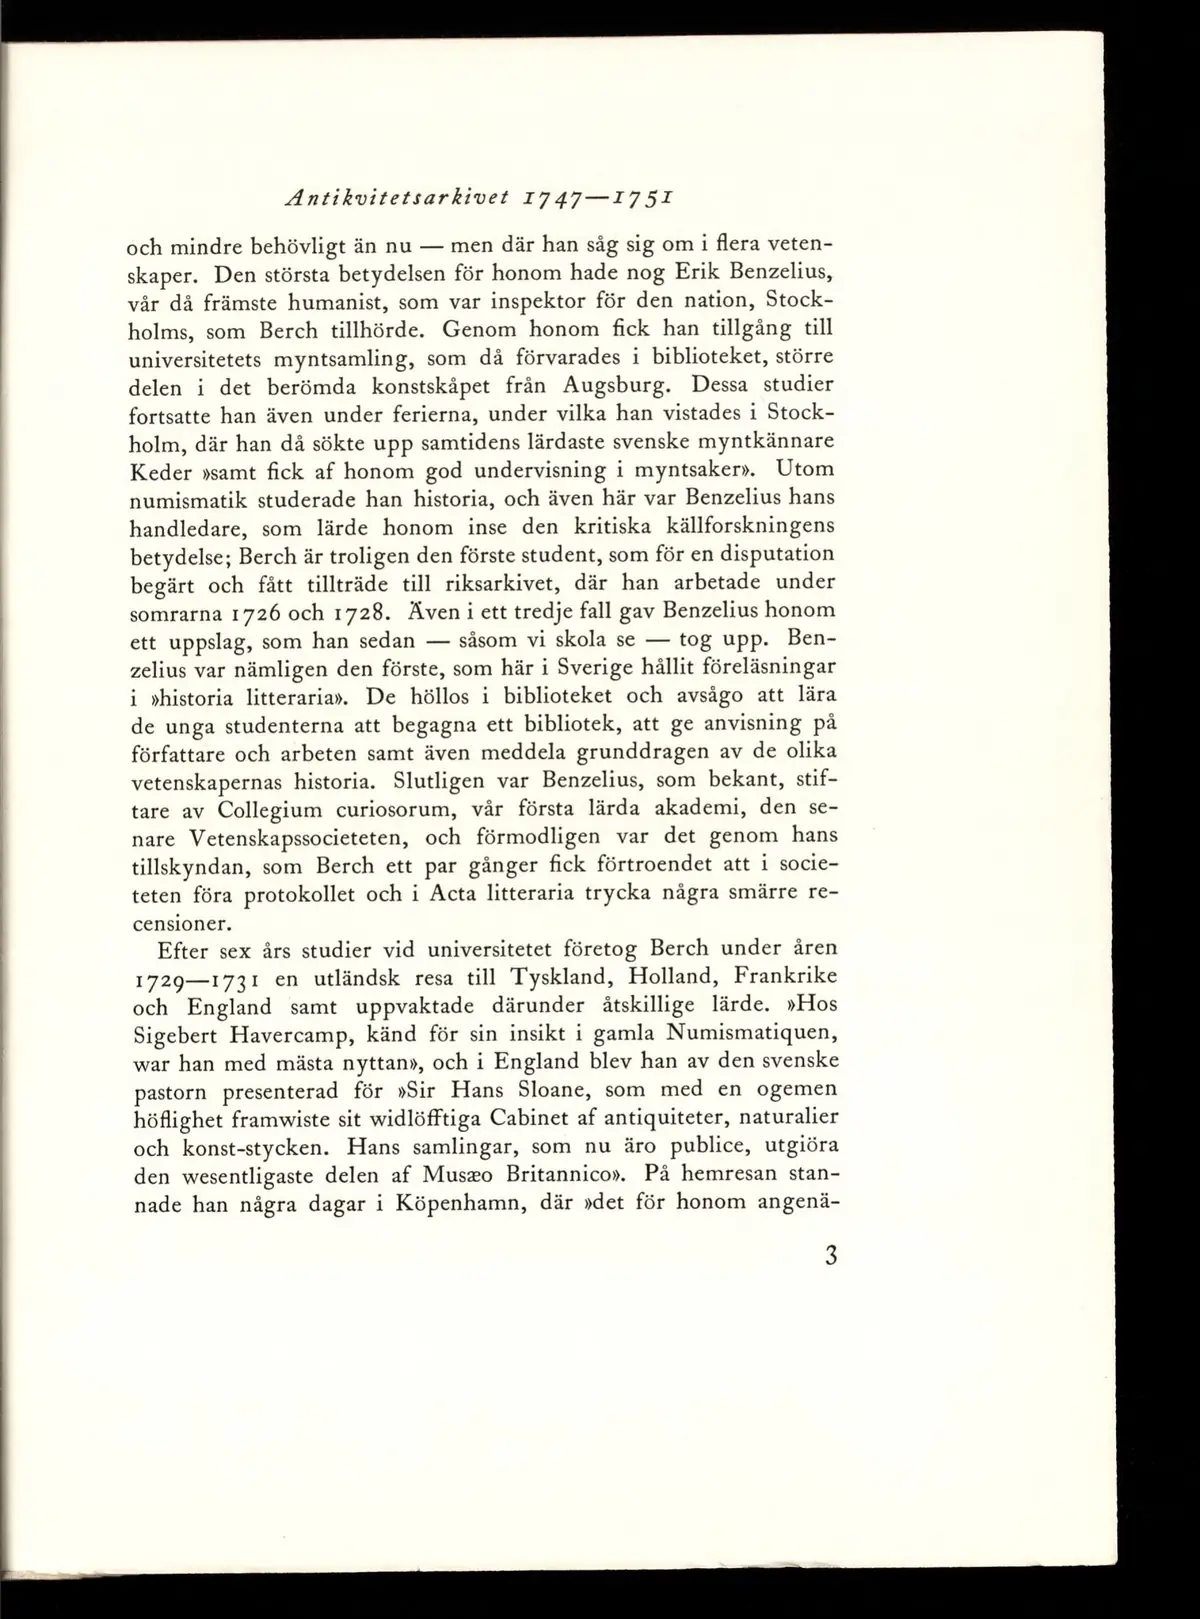 Antikvitetsarkivet 1747—1751
och mindre behövligt än nu — men där han såg sig om i flera veten-
skaper. Den största betydelsen för honom hade nog Erik Benzelius,
vår då främste humanist, som var inspektor för den nation, Stock-
holms, som Berch tillhörde. Genom honom fick han tillgång till
universitetets myntsamling, som då förvarades i biblioteket, större
delen i det berömda konstskåpet från Augsburg. Dessa studier
fortsatte han även under ferierna, under vilka han vistades i Stock-
holm, där han då sökte upp samtidens lärdaste svenske myntkännare
Keder »samt fick af honom god undervisning i myntsaker». Utom
numismatik studerade han historia, och även här var Benzelius hans
handledare, som lärde honom inse den kritiska källforskningens
betydelse; Berch är troligen den förste student, som för en disputation
begärt och fått tillträde till riksarkivet, där han arbetade under
somrarna 1726 och 1728. Även i ett tredje fall gav Benzelius honom
ett uppslag, som han sedan — såsom vi skola se — tog upp. Ben-
zelius var nämligen den förste, som här i Sverige hållit föreläsningar
i »historia litteraria». De höllos i biblioteket och avsågo att lära
de unga studenterna att begagna ett bibliotek, att ge anvisning på
författare och arbeten samt även meddela grunddragen av de olika
vetenskapernas historia. Slutligen var Benzelius, som bekant, stif-
tare av Collegium curiosorum, vår första lärda akademi, den se-
nare Vetenskapssocieteten, och förmodligen var det genom hans
tillskyndan, som Berch ett par gånger fick förtroendet att i socie-
teten föra protokollet och i Acta litteraria trycka några smärre re-
censioner.
Efter sex års studier vid universitetet företog Berch under åren
1729—1731 en utländsk resa till Tyskland, Holland, Frankrike
och England samt uppvaktade därunder åtskillige lärde. »Hos
Sigebert Havercamp, känd för sin insikt i gamla Numismatiquen,
war han med mästa nyttan», och i England blev han av den svenske
pastorn presenterad för »Sir Hans Sloane, som med en ogemen
höflighet framwiste sit widlöfftiga Cabinet af antiquiteter, naturalier
och konst-stycken. Hans samlingar, som nu äro publice, utgiöra
den wesentligaste delen af Musæo Britannico». På hemresan stan-
nade han några dagar i Köpenhamn, där »det för honom angenä-
3